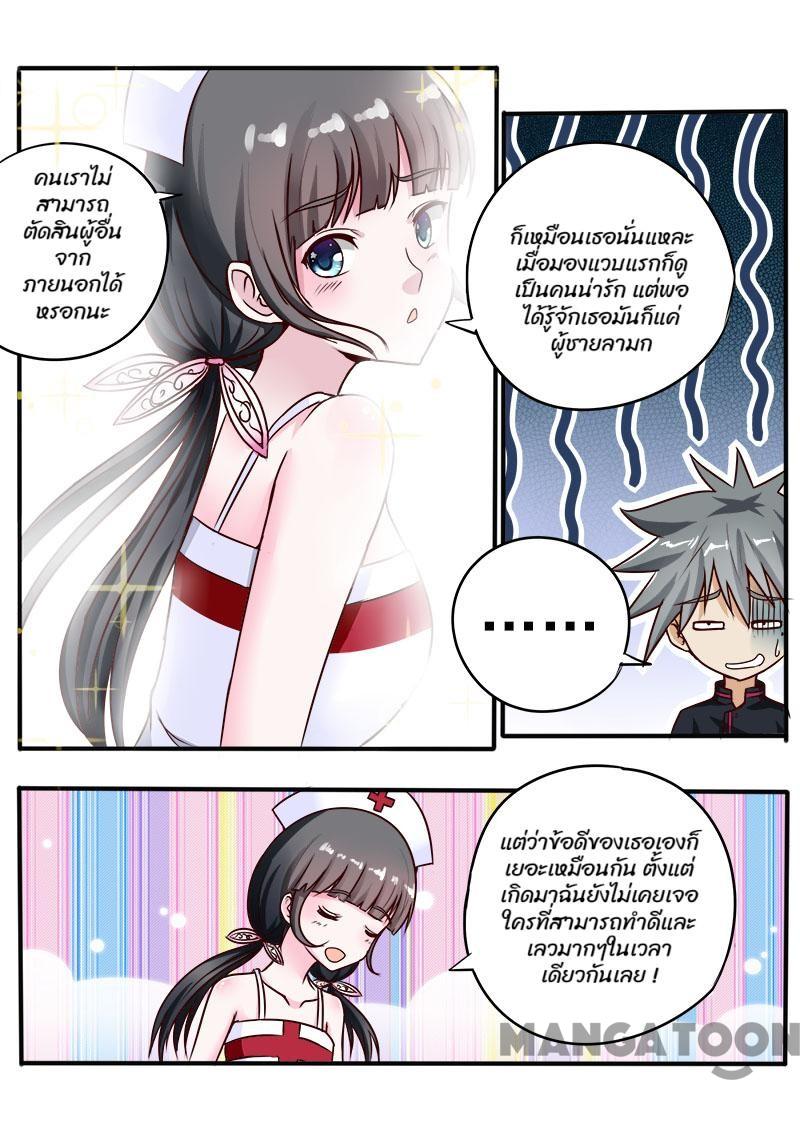 คนเราไม่
สามารถ
ตัดสินผู้อื่น
จาก
ภายนอกได้
หรอกนะ
ก็เหมือนเธอนั่นแหละ
เมื่อมองแวบแรกก็ดู
เป็นคนน่ารัก แต่พอ
ได้รู้จักเธอมันก็แค่
ผู้ชายลามก
......
แต่ว่าข้อดีของเธอเองก็
เยอะเหมือนกัน ตั้งแต่
เกิดมาฉันยังไม่เคยเจอ
ใครที่สามารถทำดีและ
เลวมากๆในเวลา
เดียวกันเลย !
MANGATOON